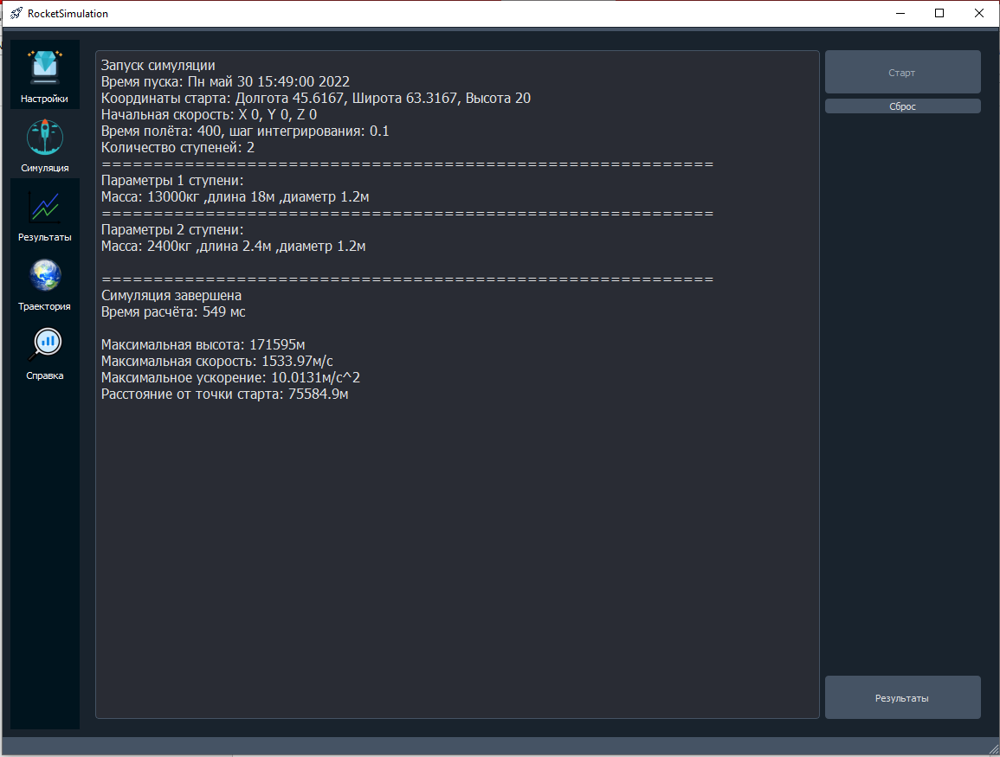 RocketSimulation
Настройки
Симуляция
Результаты
Траектория
Справка
Запуск симуляции
Время пуска: Пн май 30 15:49:00 2022
Координаты старта: Долгота 45.6167, Широта 63.3167, Высота 20
Начальная скорость: X 0, Y 0, Z 0
Время полёта: 400, шаг интегрирования: 0.1
Количество ступеней: 2
===========================================================
Параметры 1 ступени:
Масса: 13000кг ,длина 18м ,диаметр 1.2м
===========================================================
Параметры 2 ступени:
Масса: 2400кг ,длина 2.4м ,диаметр 1.2м
===========================================================
Симуляция завершена
Время расчёта: 549 мс
Максимальная высота: 171595м
Максимальная скорость: 1533.97м/с
Максимальное ускорение: 10.0131м/с^2
Расстояние от точки старта: 75584.9м
Старт
Сброс
Результаты